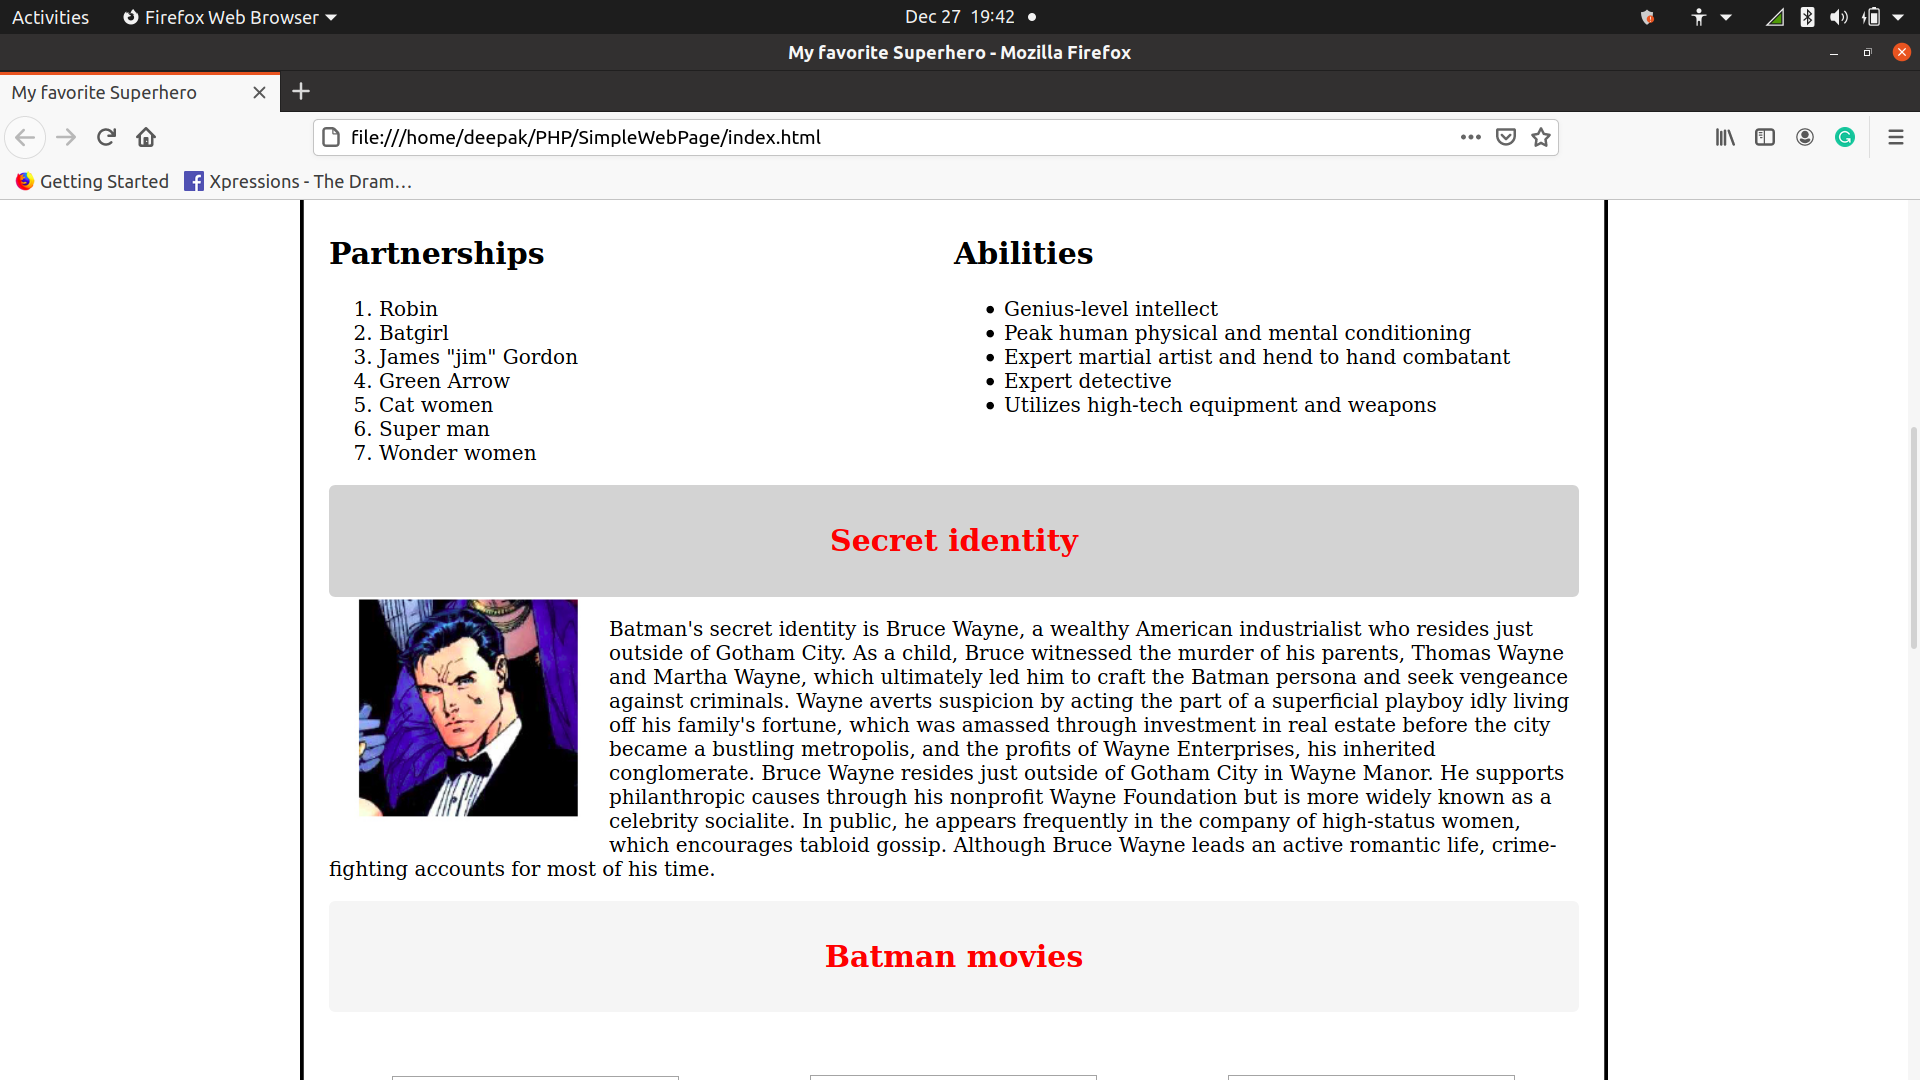 Activities
Firefox Web Browser
Dec 27 19:42
My favorite Superhero - Mozilla Firefox
My favorite Superhero
file:///home/deepak/PHP/SimpleWebPage/index.html
Getting Started
Xpressions - The Dram…
Partnerships
1. Robin
2. Batgirl
3. James "jim" Gordon
4. Green Arrow
5. Cat women
6. Super man
7. Wonder women
Abilities
• Genius-level intellect
• Peak human physical and mental conditioning
• Expert martial artist and hend to hand combatant
• Expert detective
• Utilizes high-tech equipment and weapons
Secret identity
Batman's secret identity is Bruce Wayne, a wealthy American industrialist who resides just
outside of Gotham City. As a child, Bruce witnessed the murder of his parents, Thomas Wayne
and Martha Wayne, which ultimately led him to craft the Batman persona and seek vengeance
against criminals. Wayne averts suspicion by acting the part of a superficial playboy idly living
off his family's fortune, which was amassed through investment in real estate before the city
became a bustling metropolis, and the profits of Wayne Enterprises, his inherited
conglomerate. Bruce Wayne resides just outside of Gotham City in Wayne Manor. He supports
philanthropic causes through his nonprofit Wayne Foundation but is more widely known as a
celebrity socialite. In public, he appears frequently in the company of high-status women,
which encourages tabloid gossip. Although Bruce Wayne leads an active romantic life, crime-
fighting accounts for most of his time.
Batman movies